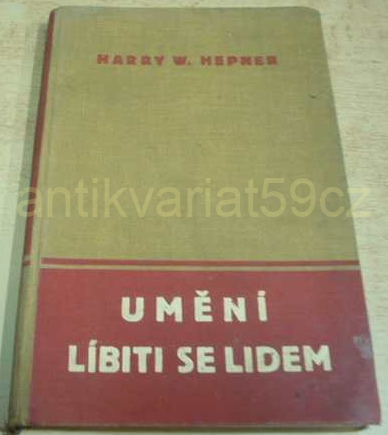 HARRY W. HEPNER
antikvariat59cz
UMĚNÍ
LÍBITI SE LIDEM